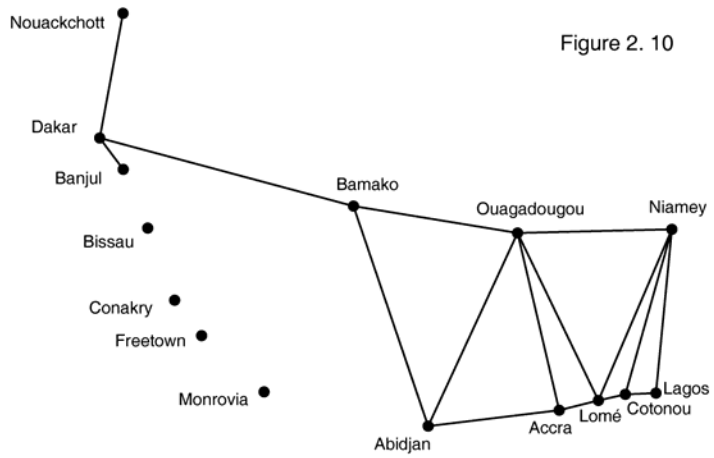 Nouackchott
Figure 2. 10
Dakar
Banjul
Bamako
Ouagadougou
Niamey
Bissau
Conakry
Freetown
Monrovia
Lagos
Cotonou
Lomé
Accra
Abidjan